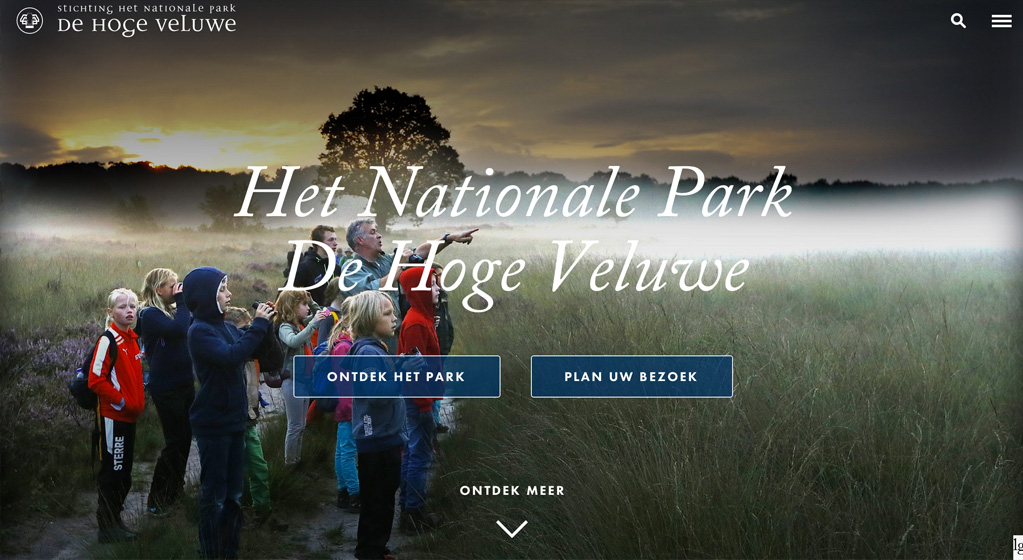 STICHTING HET NATIONALE PARK
DE HOGE VELUWE
Het Nationale Park
De Hoge Veluwe
ONTDEK HET PARK
PLAN UW BEZOEK
STERRE
ONTDEK MEER